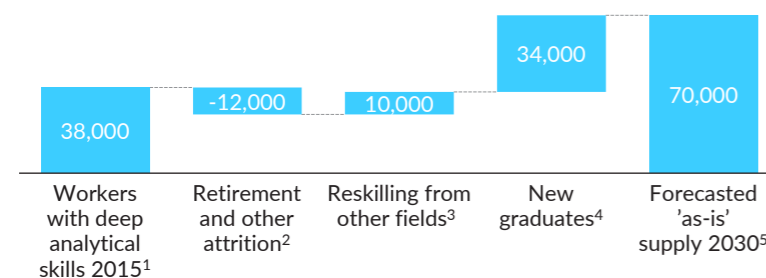 34,000
-12,000
10,000
70,000
38,000
Workers
with deep
analytical
skills 2015¹
Retirement
and other
attrition²
Reskilling from
other fields³
New
graduates⁴
Forecasted
’as-is’
supply 2030⁵